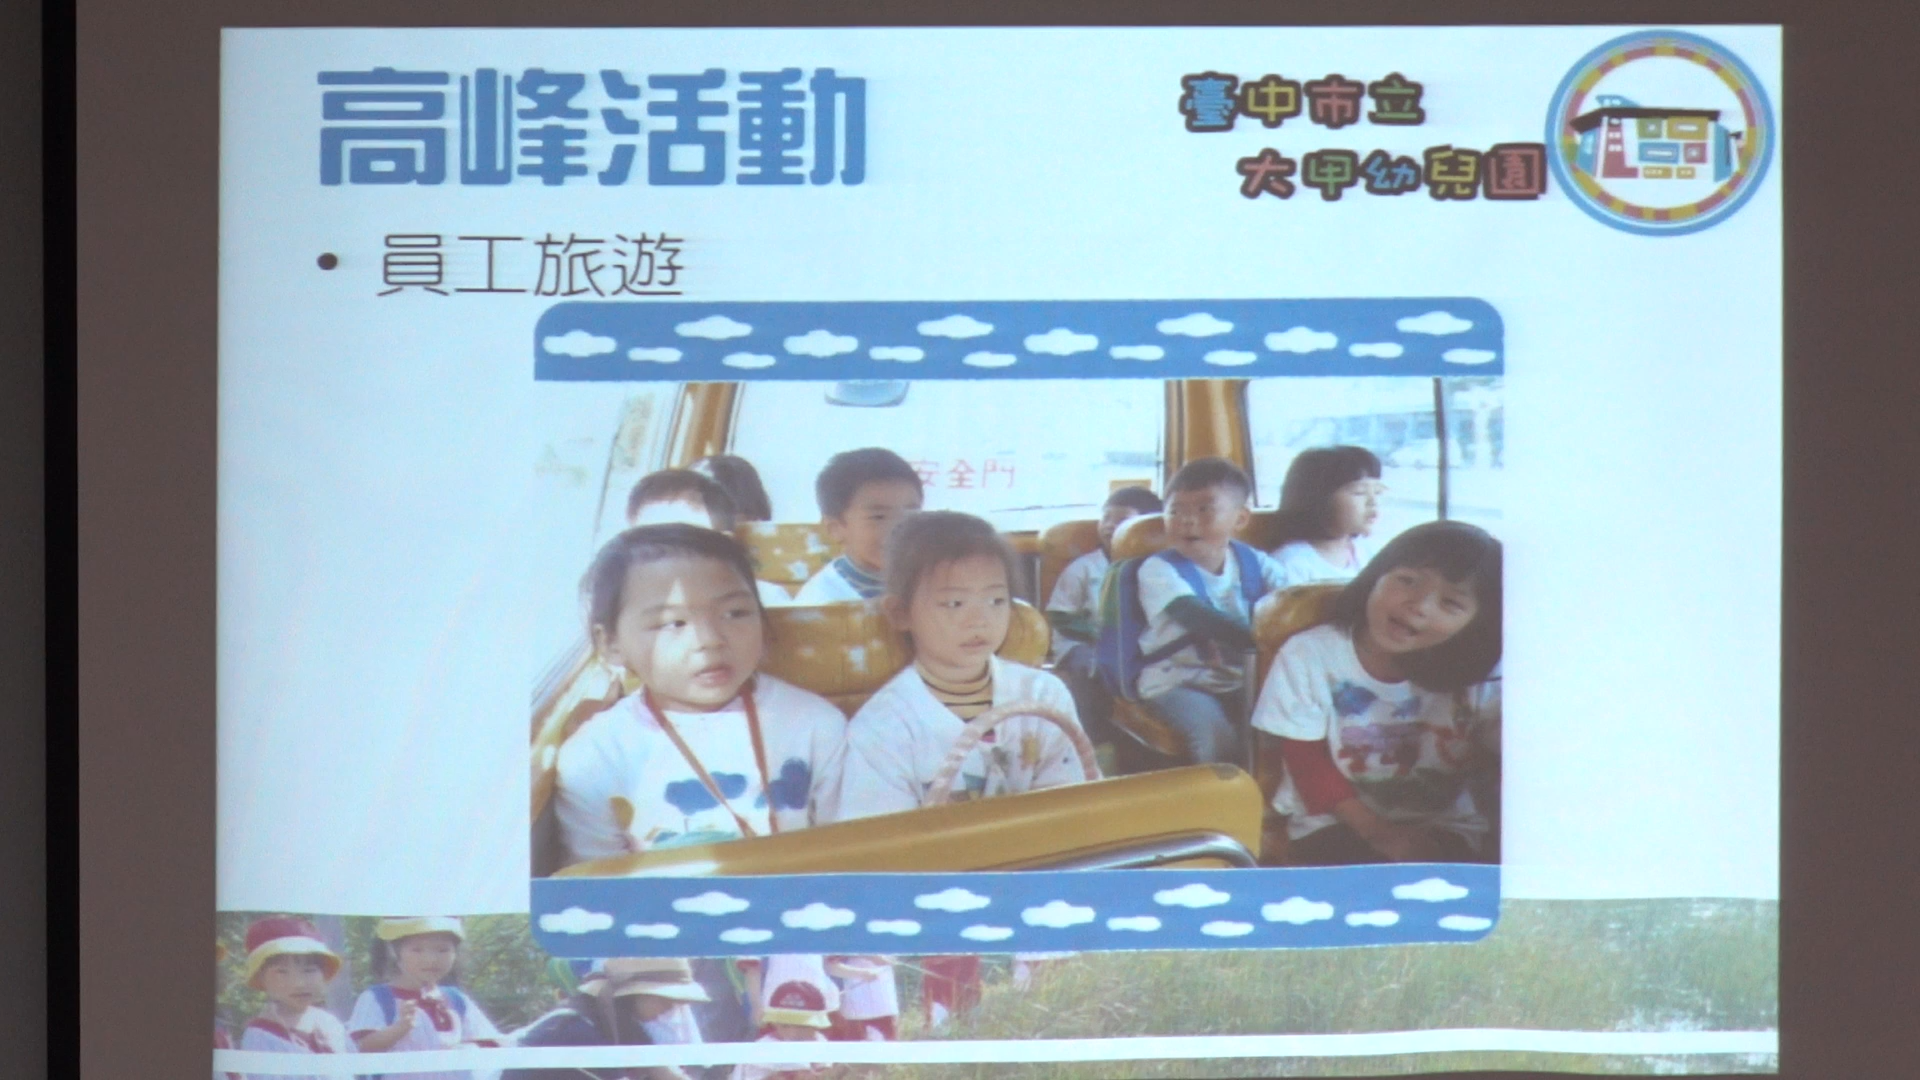 高峰活動
臺中市立
大甲幼兒園
• 員工旅遊
安全門